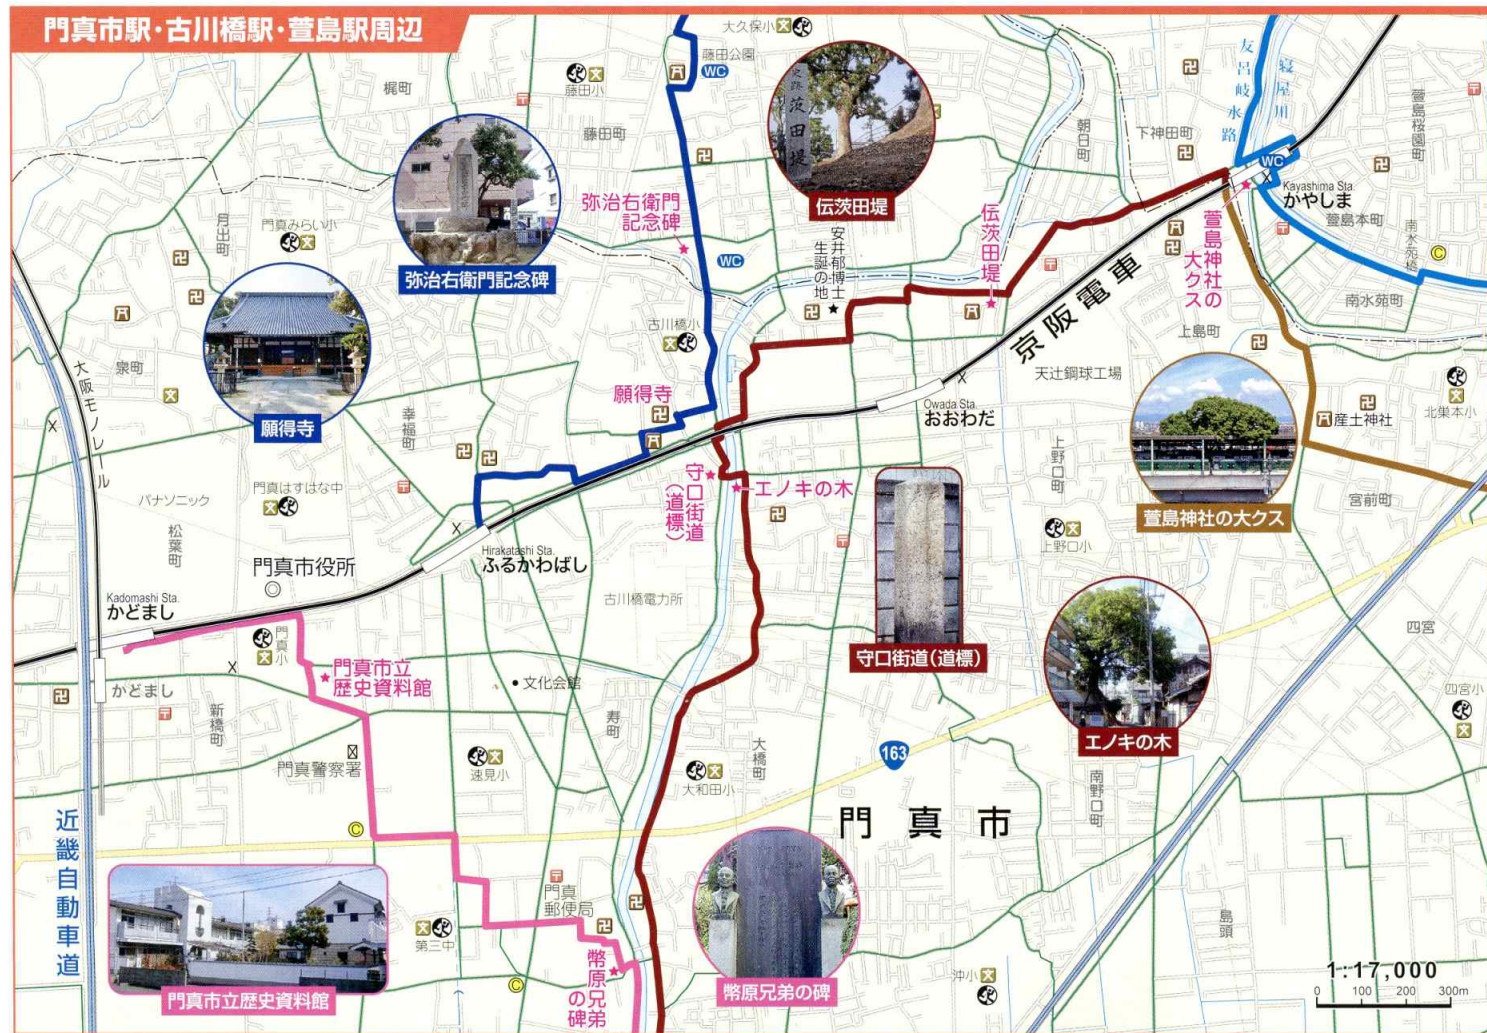 門真市駅・古川橋駅・萱島駅周辺
大久保小
藤田公園
WC
友呂岐水路
寝屋川
萱島桜園町
梶町
藤田小
藤田町
史跡 茨田堤
伝茨田堤
朝日町
下神田町
WC
Kayashima Sta.
かやしま
萱島本町
南水苑橋
南水苑町
月出町
門真みらい小
弥治右衛門記念碑
弥治右衛門
記念碑
WC
安井郁博士
生誕の地
伝茨田堤
萱島神社の
大クス
上島町
京阪電車
天辻鋼球工場
願得寺
古川橋小
大阪モノレール
泉町
幸福町
願得寺
Owada Sta.
おおわだ
産土神社
北巣本小
萱島神社の大クス
宮前町
上野口町
上野口小
パナソニック
松葉町
門真はすはな中
守口街道
(道標)
エノキの木
門真市役所
Hirakatashi Sta.
ふるかわばし
古川橋電力所
守口街道(道標)
Kadomashi Sta.
かどまし
門真小
かどまし
新橋町
門真市立
歴史資料館
文化会館
寿町
大橋町
エノキの木
四宮
四宮小
門真警察署
速見小
大和田小
163
南野口町
門真市
近畿自動車道
門真市立歴史資料館
第三中
門真
郵便局
幣原兄弟
の碑
幣原兄弟の碑
沖小
島頭
1:17,000
0 100 200 300m